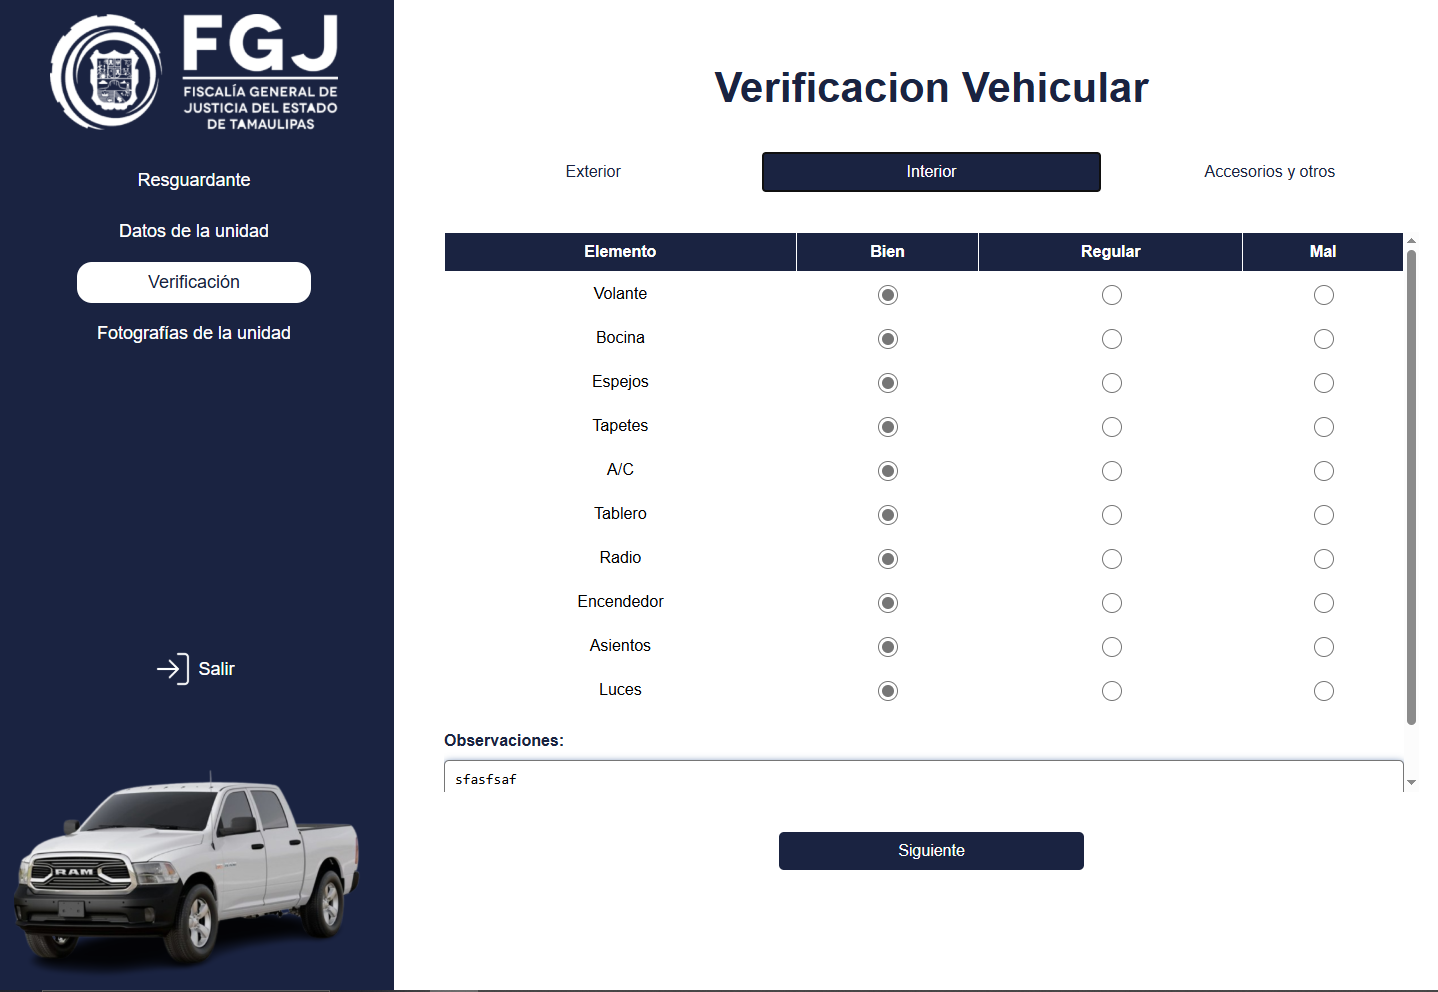 FGJ
FISCALÍA GENERAL DE
JUSTICIA DEL ESTADO
DE TAMAULIPAS
Resguardante
Datos de la unidad
Verificación
Fotografías de la unidad
Salir
RAM
Verificacion Vehicular
Exterior Interior Accesorios y otros
Elemento Bien Regular Mal
Volante
Bocina
Espejos
Tapetes
A/C
Tablero
Radio
Encendedor
Asientos
Luces
Observaciones:
sfasfsaf
Siguiente